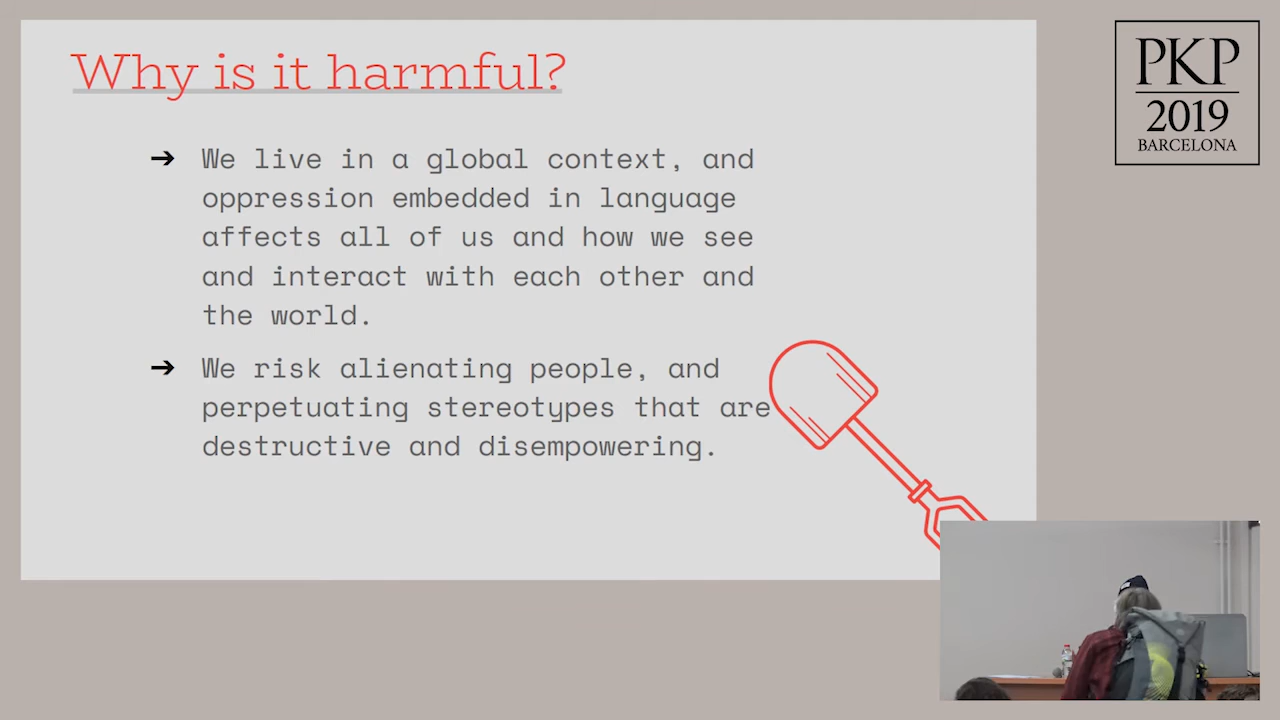 Why is it harmful?
➔ We live in a global context, and
oppression embedded in language
affects all of us and how we see
and interact with each other and
the world.
➔ We risk alienating people, and
perpetuating stereotypes that are
destructive and disempowering.
PKP
2019
BARCELONA